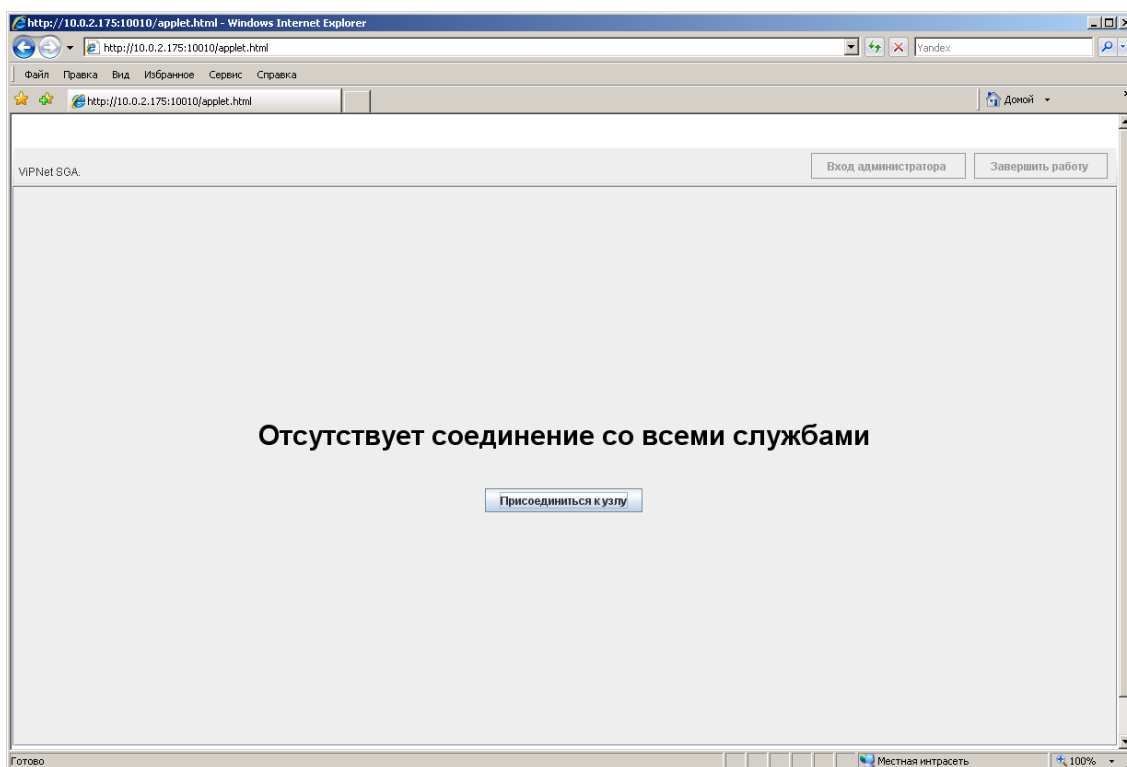 http://10.0.2.175:10010/applet.html - Windows Internet Explorer
http://10.0.2.175:10010/applet.html
Yandex
Файл Правка Вид Избранное Сервис Справка
http://10.0.2.175:10010/applet.html
Домой
ViPNet SGA.
Вход администратора
Завершить работу
Отсутствует соединение со всеми службами
Присоединиться к узлу
Готово
Местная интрасеть
100%